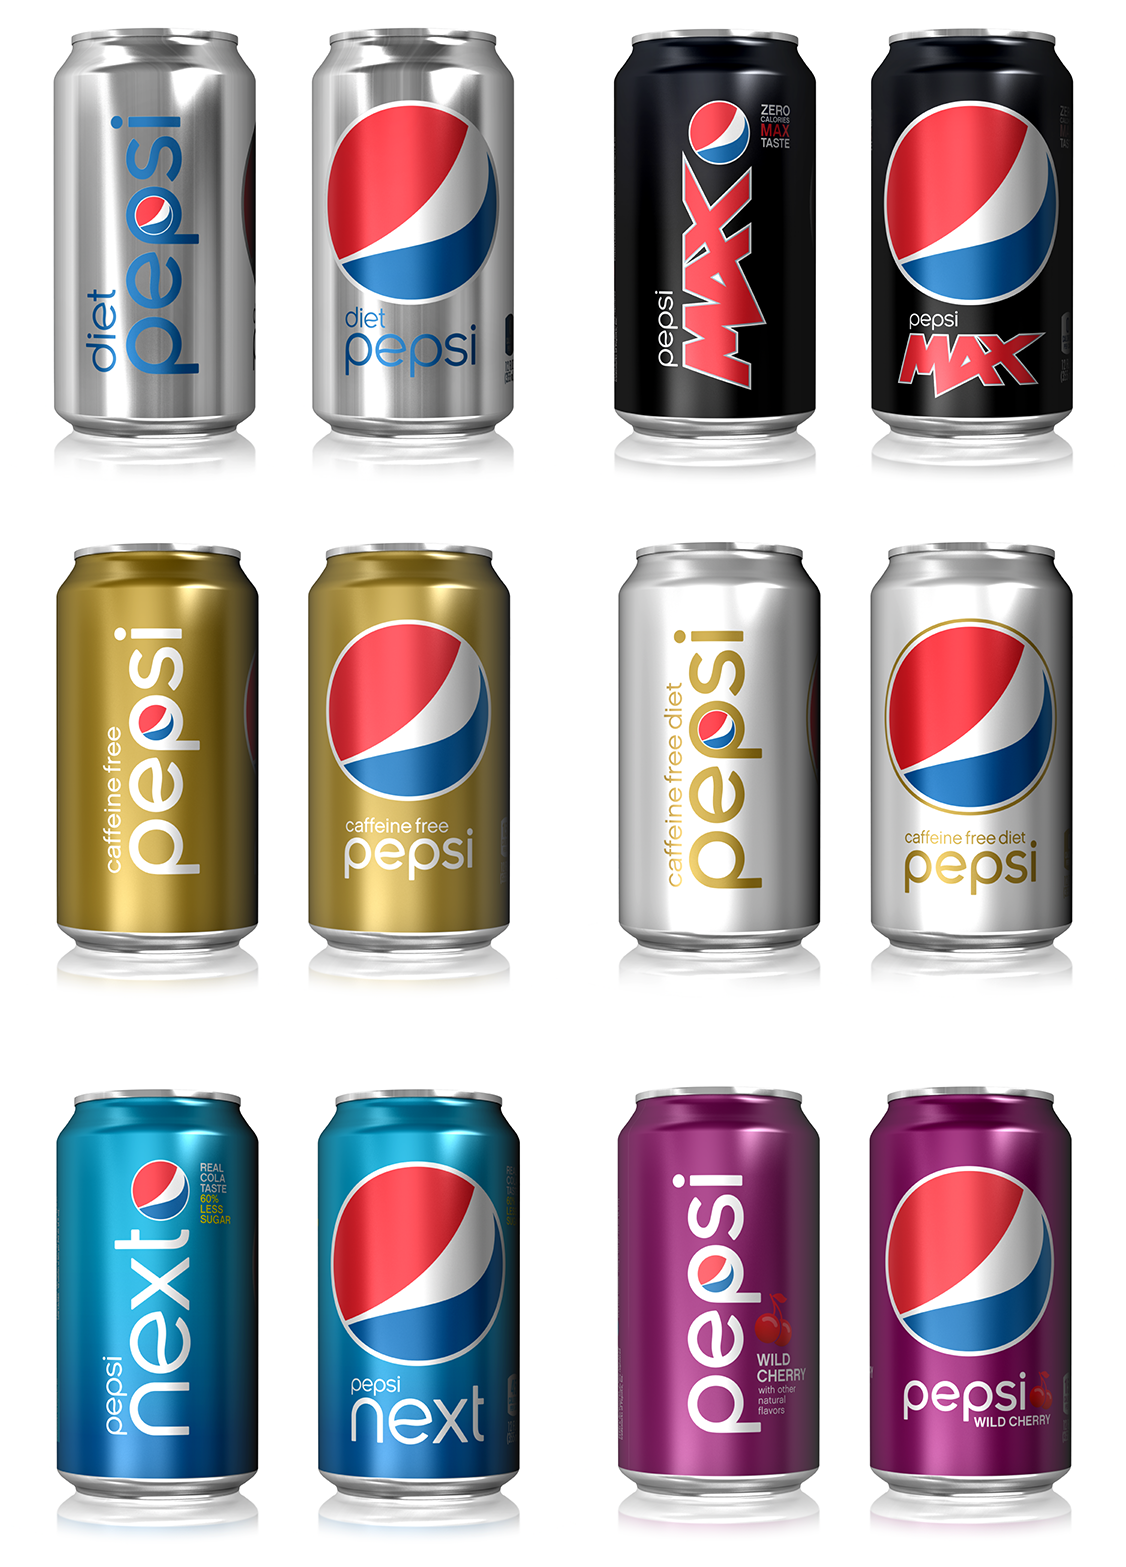 diet
pepsi
diet
pepsi
pepsi
MAX
ZERO
CALORIES
MAX
TASTE
pepsi
MAX
caffeine free
pepsi
caffeine free
pepsi
caffeine free diet
pepsi
caffeine free diet
pepsi
pepsi
next
REAL
COLA
TASTE
60%
LESS
SUGAR
pepsi
next
pepsi
WILD
CHERRY
with other
natural
flavors
pepsi
WILD CHERRY